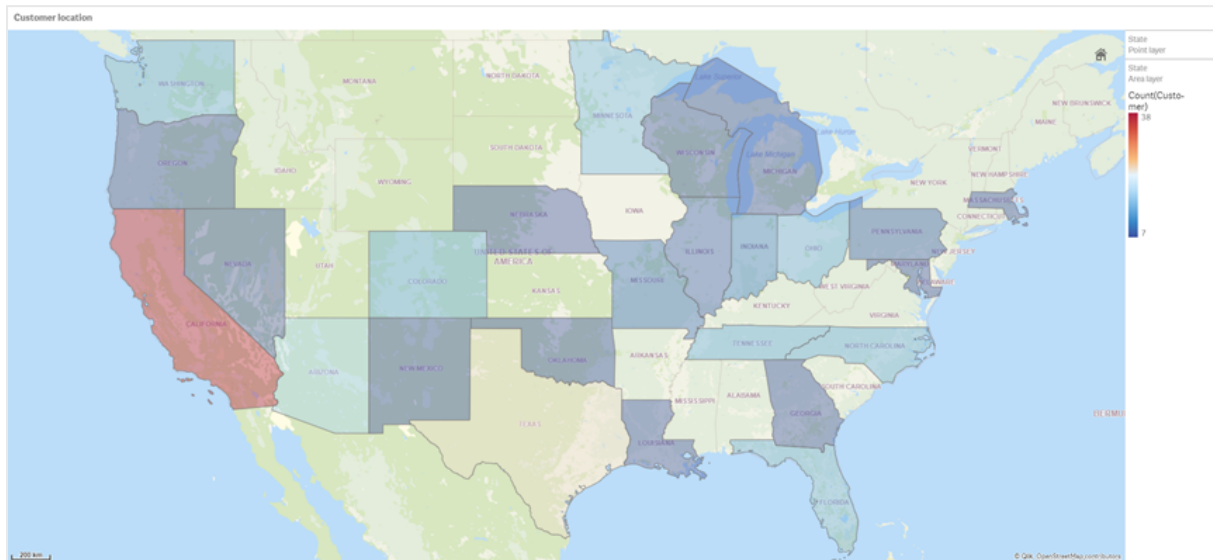 Customer location
State
Point layer
State
Area layer
Count(Custo-
mer)
38
7
WASHINGTON
MONTANA
NORTH DAKOTA
MINNESOTA
Lake Superior
Lake Huron
NEW BRUNSWICK
MAINE
VERMONT
NEW HAMPSHIRE
OREGON
IDAHO
WYOMING
SOUTH DAKOTA
WISCONSIN
Lake Michigan
MICHIGAN
NEW YORK
MASSACHUSETTS
CONNECTICUT
NEBRASKA
IOWA
PENNSYLVANIA
NEW JERSEY
NEVADA
UTAH
COLORADO
UNITED STATES OF
AMERICA
KANSAS
MISSOURI
ILLINOIS
INDIANA
OHIO
MARYLAND
DELAWARE
WEST VIRGINIA
VIRGINIA
KENTUCKY
CALIFORNIA
ARIZONA
NEW MEXICO
OKLAHOMA
ARKANSAS
TENNESSEE
NORTH CAROLINA
SOUTH CAROLINA
TEXAS
MISSISSIPPI
ALABAMA
GEORGIA
LOUISIANA
FLORIDA
200 km
© Qlik, OpenStreetMap contributors